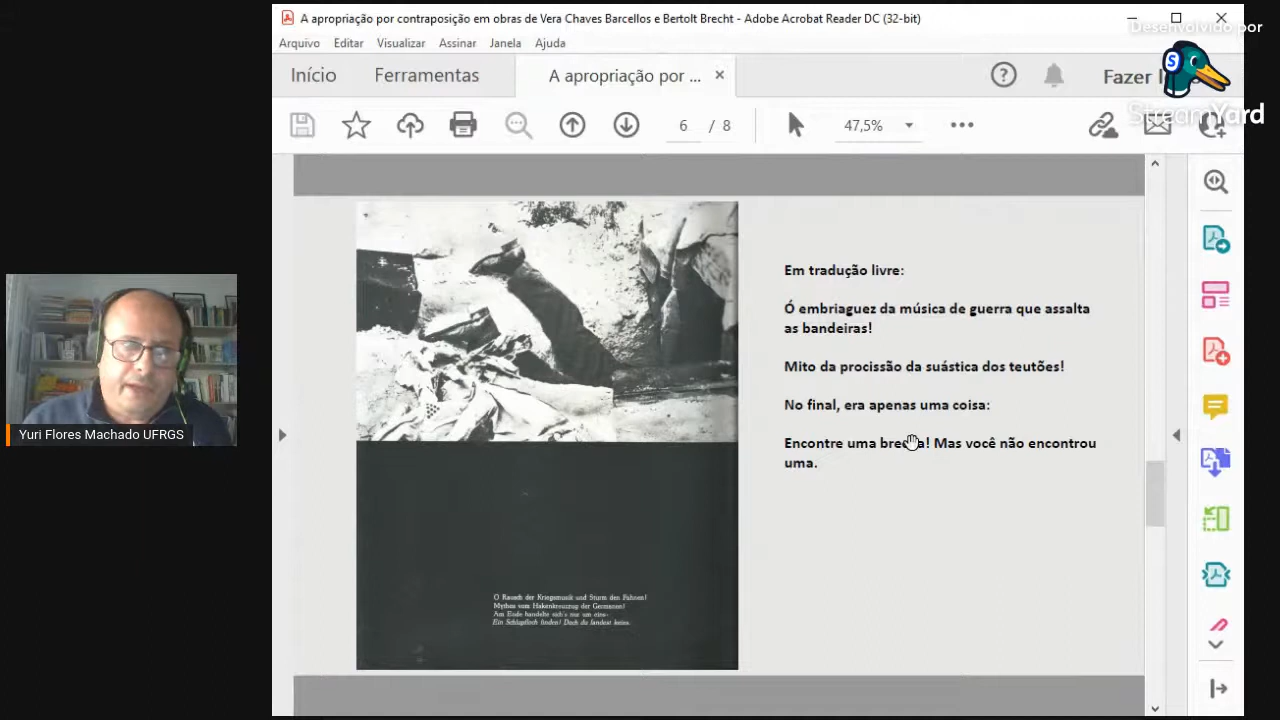 A apropriação por contraposição em obras de Vera Chaves Barcellos e Bertolt Brecht - Adobe Acrobat Reader DC (32-bit)
Desenvolvido por
Arquivo Editar Visualizar Assinar Janela Ajuda
Início Ferramentas A apropriação por ... Fazer
StreamYard
6 / 8 47,5%
Em tradução livre:
Ó embriaguez da música de guerra que assalta
as bandeiras!
Mito da procissão da suástica dos teutões!
No final, era apenas uma coisa:
Encontre uma brecha! Mas você não encontrou
uma.
O Rausch der Kriegsmusik und Sturm den Fahnen!
Mythos vom Hakenkreuzzug der Germanen!
Am Ende handelte sich's nur um eins–
Ein Schlupfloch finden! Doch du fandest keins.
Yuri Flores Machado UFRGS